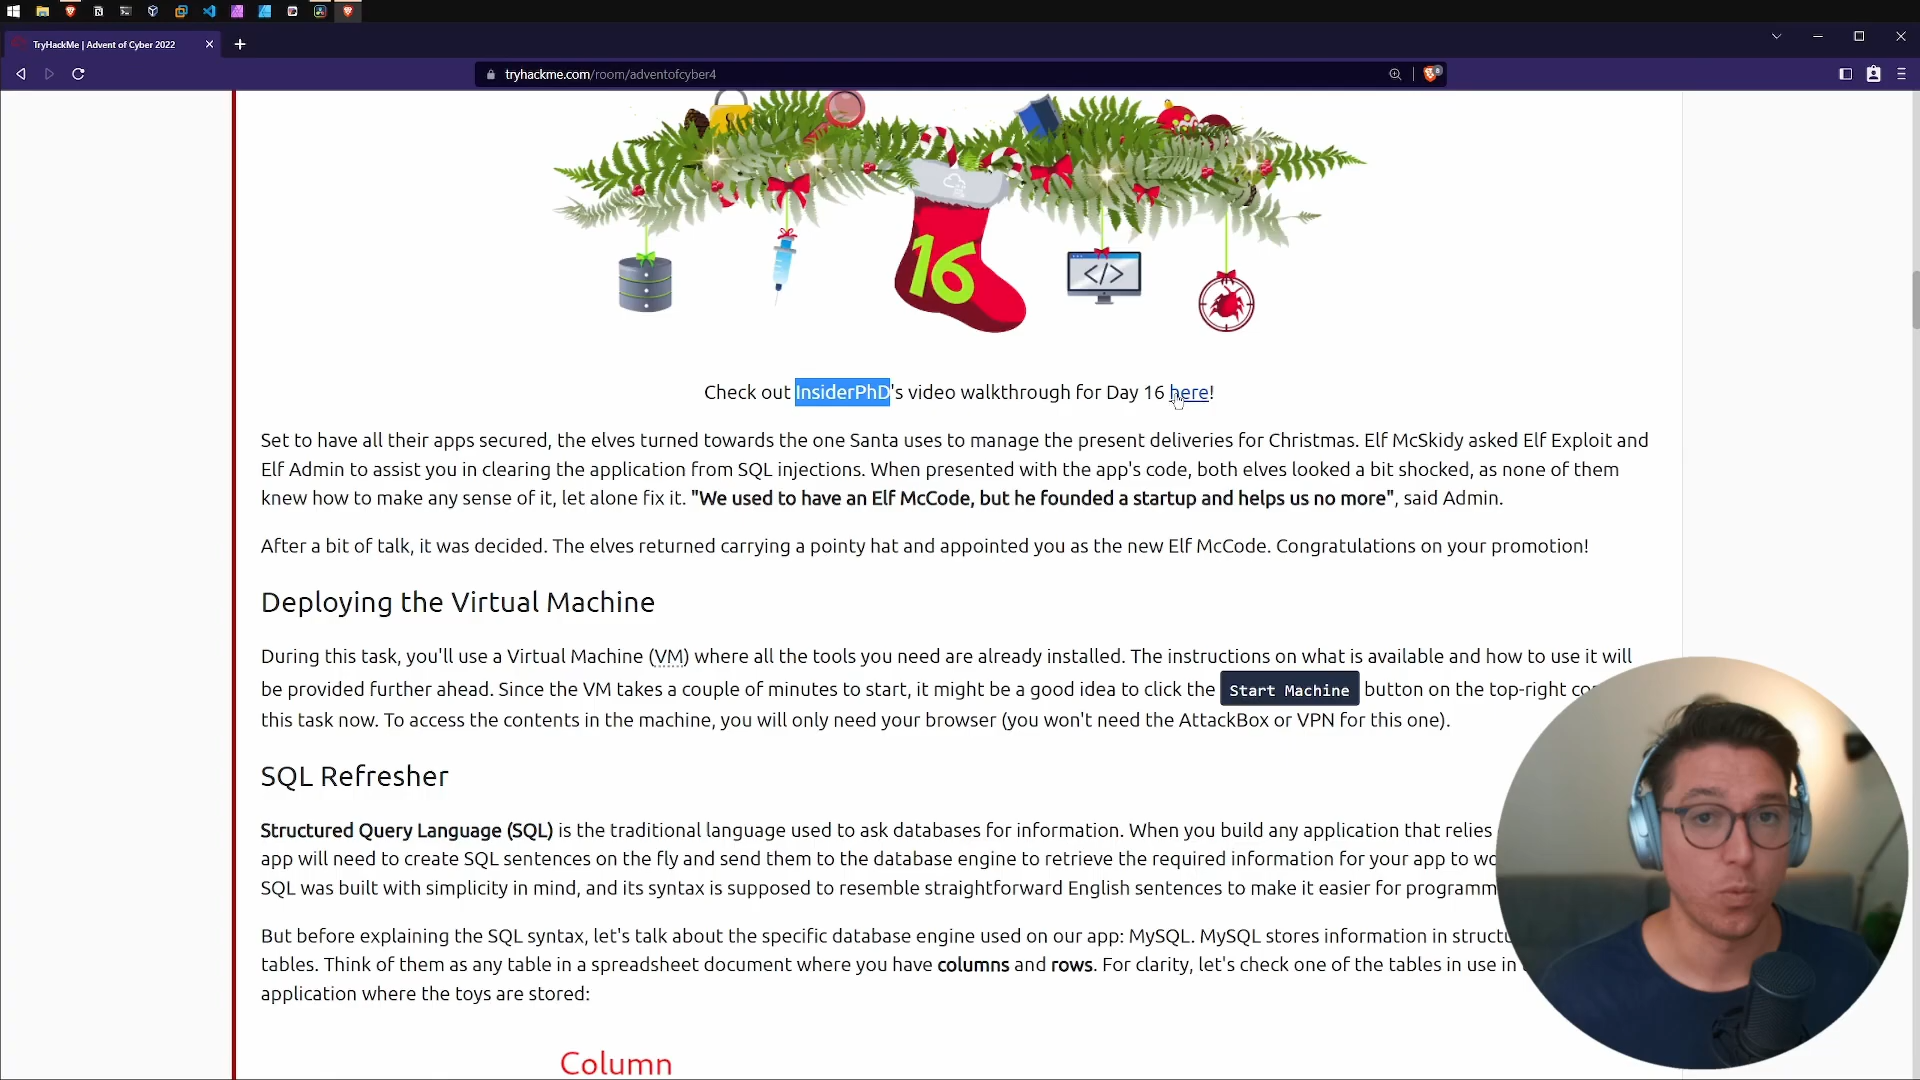 TryHackMe | Advent of Cyber 2022
tryhackme.com/room/adventofcyber4
16
</>
Check out InsiderPhD's video walkthrough for Day 16 here!
Set to have all their apps secured, the elves turned towards the one Santa uses to manage the present deliveries for Christmas. Elf McSkidy asked Elf Exploit and
Elf Admin to assist you in clearing the application from SQL injections. When presented with the app's code, both elves looked a bit shocked, as none of them
knew how to make any sense of it, let alone fix it. "We used to have an Elf McCode, but he founded a startup and helps us no more", said Admin.
After a bit of talk, it was decided. The elves returned carrying a pointy hat and appointed you as the new Elf McCode. Congratulations on your promotion!
Deploying the Virtual Machine
During this task, you'll use a Virtual Machine (VM) where all the tools you need are already installed. The instructions on what is available and how to use it will
be provided further ahead. Since the VM takes a couple of minutes to start, it might be a good idea to click the Start Machine button on the top-right
this task now. To access the contents in the machine, you will only need your browser (you won't need the AttackBox or VPN for this one).
SQL Refresher
Structured Query Language (SQL) is the traditional language used to ask databases for information. When you build any application that relies
app will need to create SQL sentences on the fly and send them to the database engine to retrieve the required information for your app to
SQL was built with simplicity in mind, and its syntax is supposed to resemble straightforward English sentences to make it easier for
But before explaining the SQL syntax, let's talk about the specific database engine used on our app: MySQL. MySQL stores information in
tables. Think of them as any table in a spreadsheet document where you have columns and rows. For clarity, let's check one of the tables in use in
application where the toys are stored:
Column